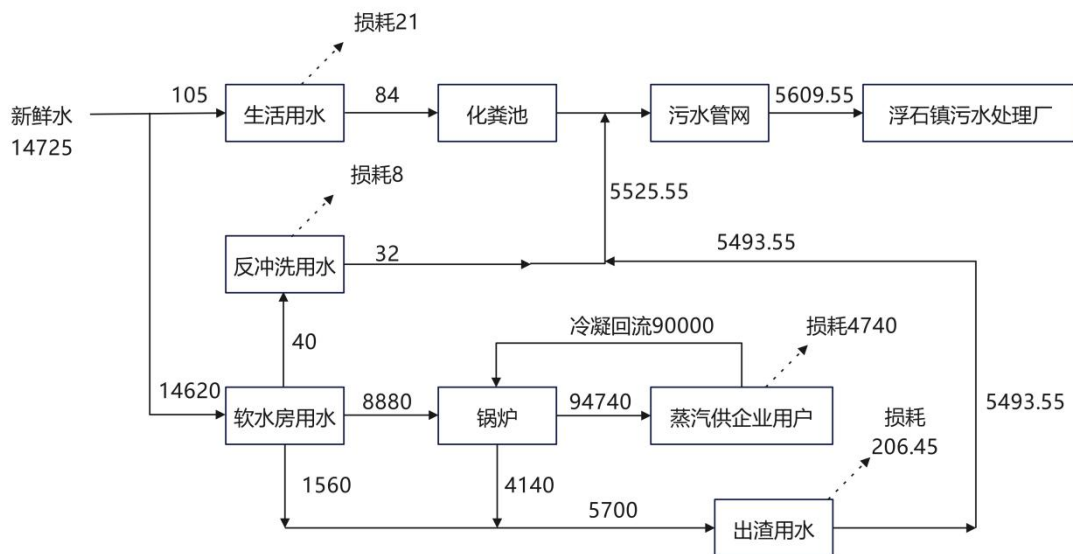 损耗21
新鲜水
14725
105
生活用水
84
化粪池
污水管网
5609.55
浮石镇污水处理厂
损耗8
5525.55
反冲洗用水
32
5493.55
40
冷凝回流90000
损耗4740
14620
软水房用水
8880
锅炉
94740
蒸汽供企业用户
5493.55
损耗
206.45
1560
4140
5700
出渣用水